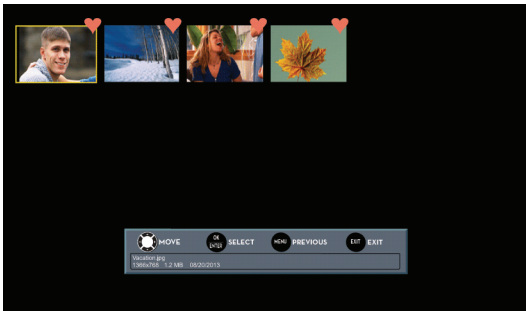 MOVE OK ENTER SELECT MENU PREVIOUS EXIT EXIT
Vacation.jpg
1366x768 1.2 MB 08/20/2013